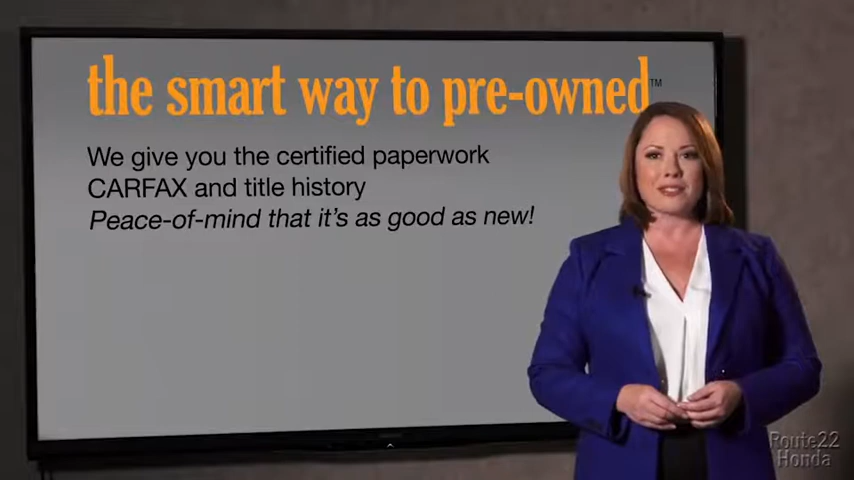 the smart way to pre-owned™
We give you the certified paperwork
CARFAX and title history
Peace-of-mind that it's as good as new!
Route22
Honda